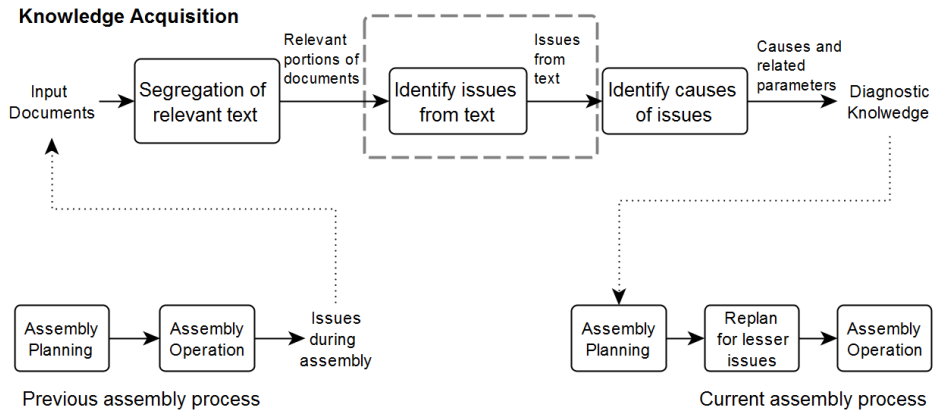 Knowledge Acquisition
Input
Documents
Segregation of
relevant text
Relevant
portions of
documents
Identify issues
from text
Issues
from
text
Identify causes
of issues
Causes and
related
parameters
Diagnostic
Knolwedge
Assembly
Planning
Assembly
Operation
Issues
during
assembly
Previous assembly process
Assembly
Planning
Replan
for lesser
issues
Assembly
Operation
Current assembly process